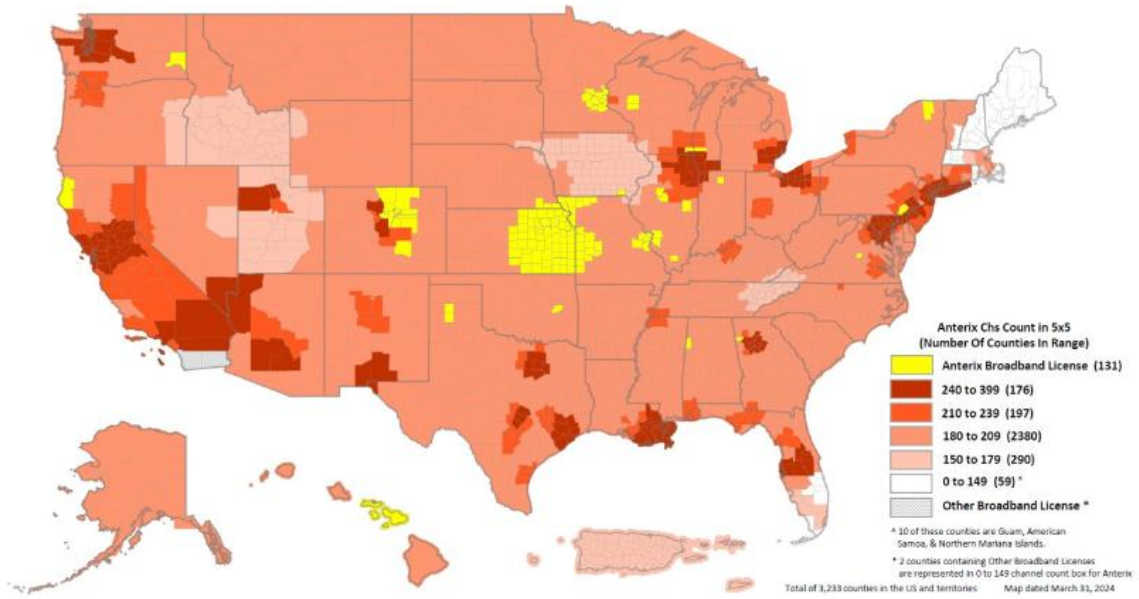 Anterix Chs Count in 5x5
(Number Of Counties In Range)
Anterix Broadband License (131)
240 to 399 (176)
210 to 239 (197)
180 to 209 (2380)
150 to 179 (290)
0 to 149 (59) ^
Other Broadband License *
^ 10 of these counties are Guam, American
Samoa, & Northern Mariana Islands.
* 2 counties containing Other Broadband Licenses
are represented in 0 to 149 channel count box for Anterix
Total of 3,233 counties in the US and territories Map dated March 31, 2024